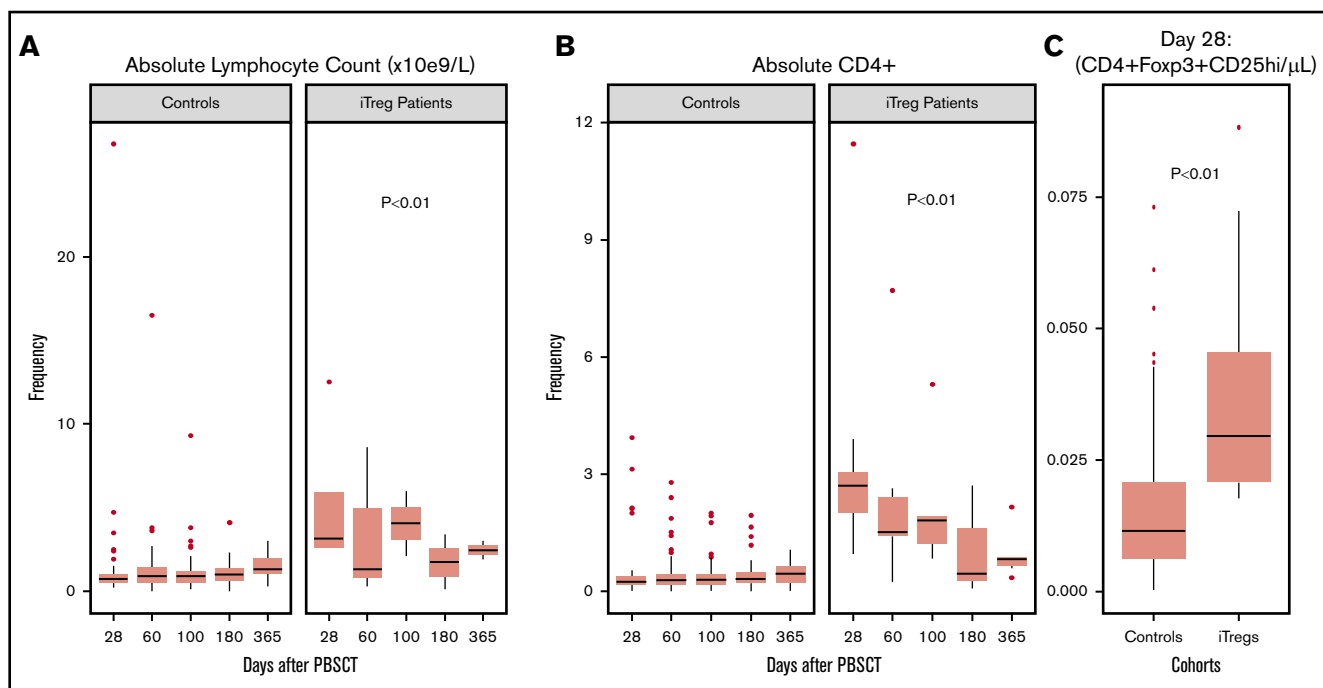 A
Absolute Lymphocyte Count (x10e9/L)
Controls
iTreg Patients
P<0.01
Frequency
20
10
0
28 60 100 180 365
28 60 100 180 365
Days after PBSCT
B
Absolute CD4+
Controls
iTreg Patients
P<0.01
Frequency
12
9
6
3
0
28 60 100 180 365
28 60 100 180 365
Days after PBSCT
C
Day 28:
(CD4+Foxp3+CD25hi/μL)
P<0.01
0.075
0.050
0.025
0.000
Controls
iTregs
Cohorts